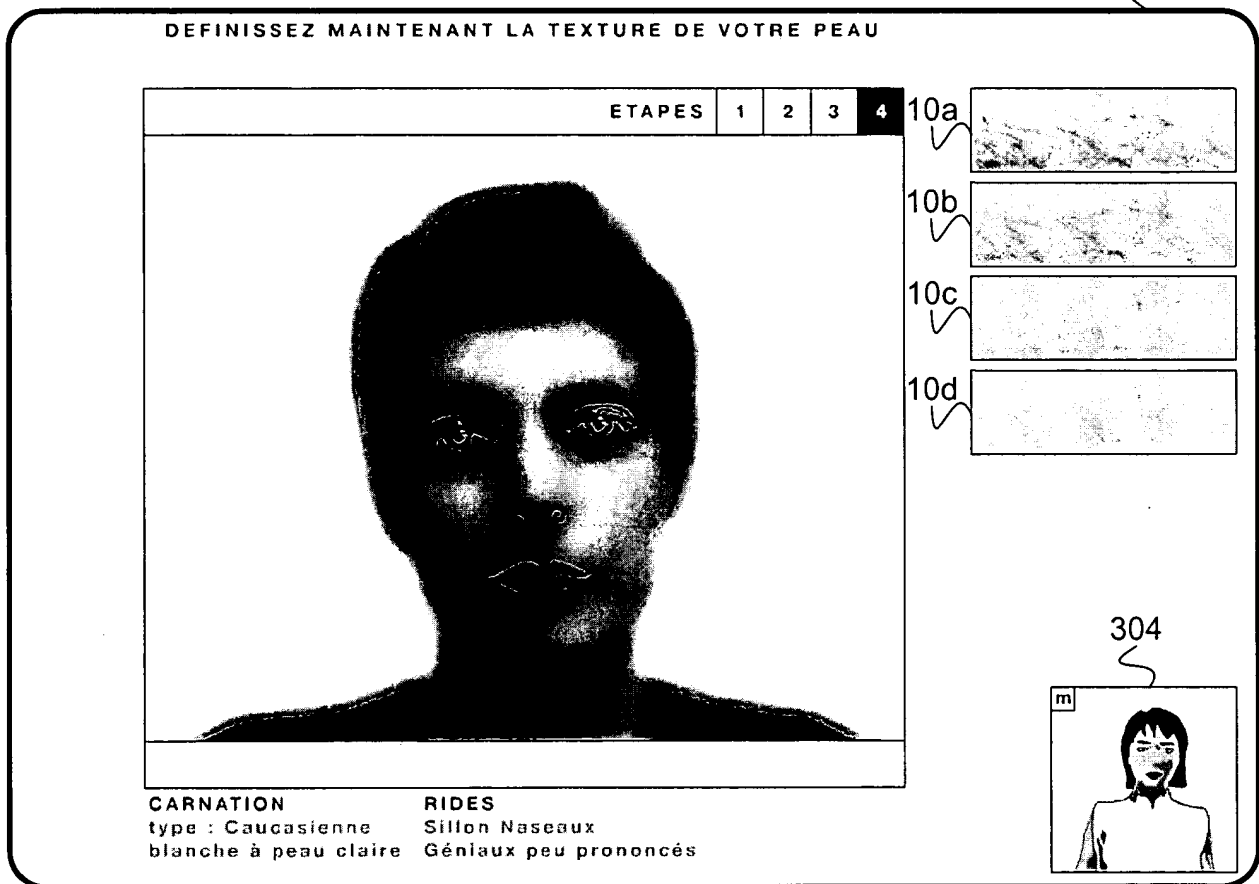 DEFINISSEZ MAINTENANT LA TEXTURE DE VOTRE PEAU
ETAPES 1 2 3 4
10a
10b
10c
10d
304
m
CARNATION
type : Caucasienne
blanche à peau claire
RIDES
Sillon Naseaux
Géniaux peu prononcés